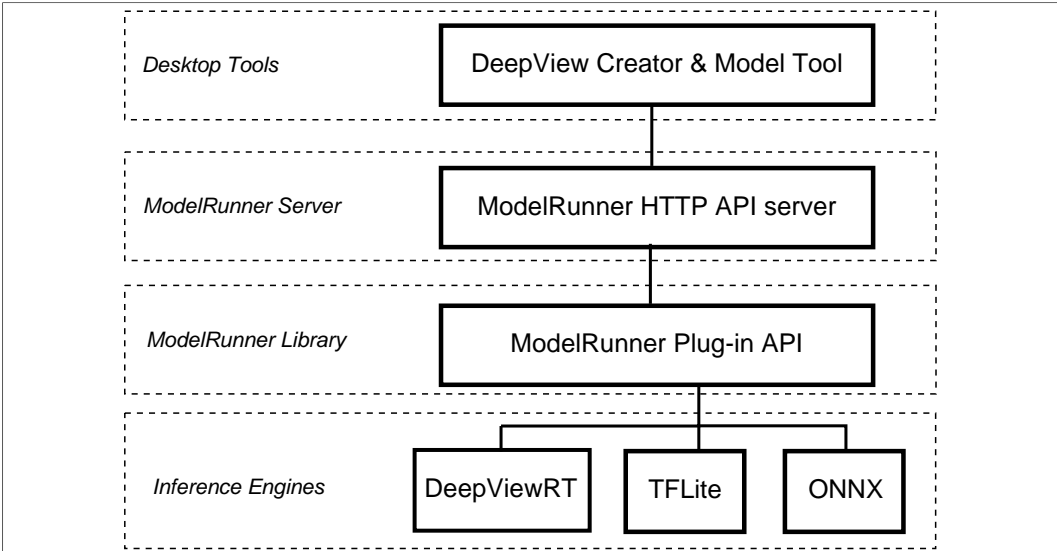 Desktop Tools
DeepView Creator & Model Tool
ModelRunner Server
ModelRunner HTTP API server
ModelRunner Library
ModelRunner Plug-in API
Inference Engines
DeepViewRT
TFLite
ONNX